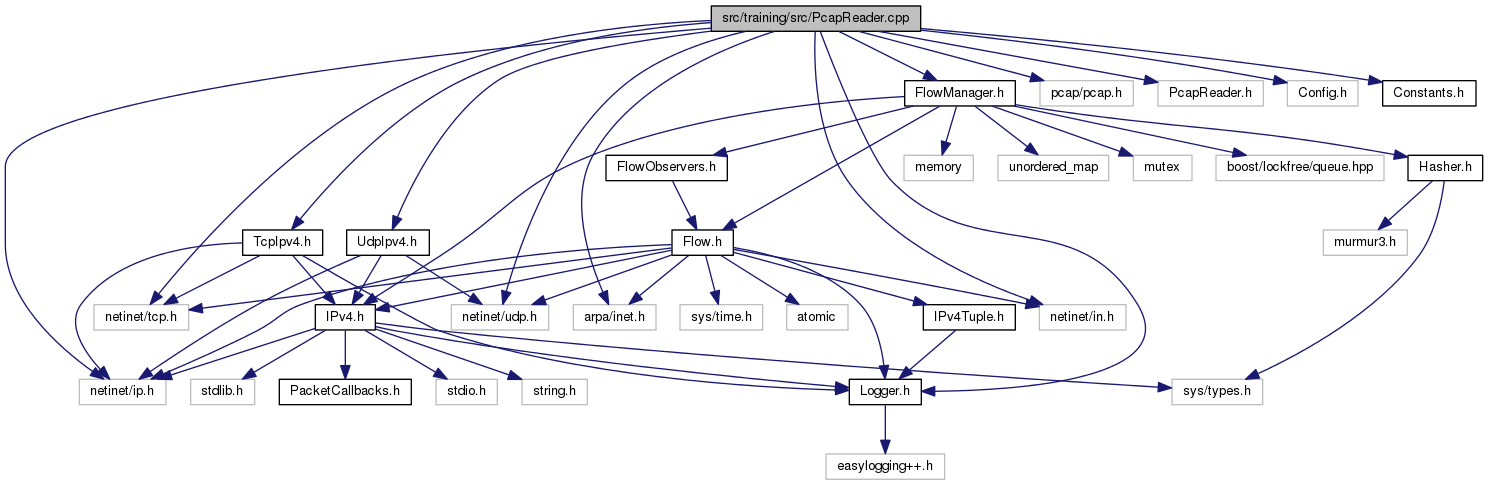 src/training/src/PcapReader.cpp
FlowManager.h
pcap/pcap.h
PcapReader.h
Config.h
Constants.h
FlowObservers.h
memory
unordered_map
mutex
boost/lockfree/queue.hpp
Hasher.h
TcpIpv4.h
UdpIpv4.h
Flow.h
murmur3.h
netinet/tcp.h
IPv4.h
netinet/udp.h
arpa/inet.h
sys/time.h
atomic
IPv4Tuple.h
netinet/in.h
netinet/ip.h
stdlib.h
PacketCallbacks.h
stdio.h
string.h
Logger.h
sys/types.h
easylogging++.h